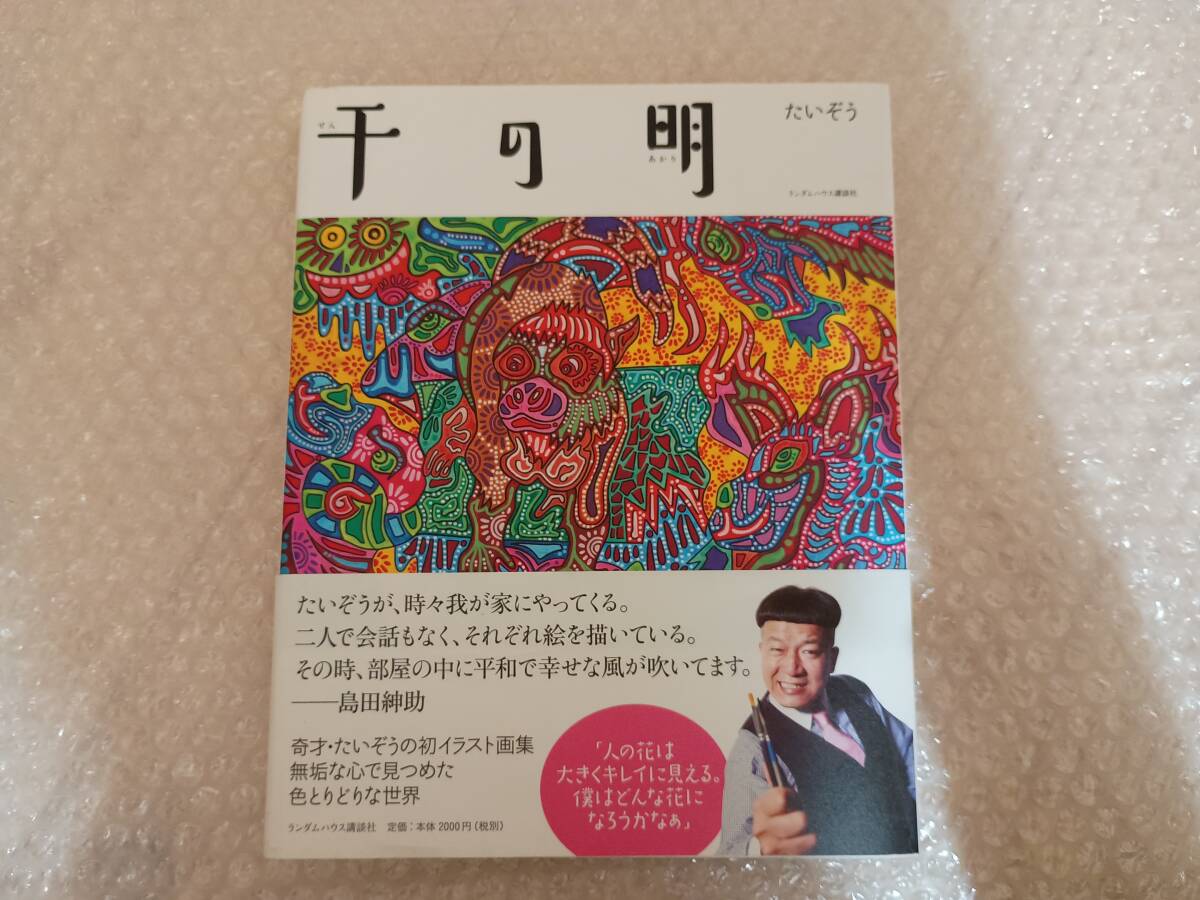 千の明
せん
あかり
たいぞう
ランダムハウス講談社
たいぞうが、時々我が家にやってくる。
二人で会話もなく、それぞれ絵を描いている。
その時、部屋の中に平和で幸せな風が吹いてます。
――島田紳助
奇才・たいぞうの初イラスト画集
無垢な心で見つめた
色とりどりな世界
ランダムハウス講談社 定価:本体2000円(税別)
「人の花は
大きくキレイに見える。
僕はどんな花に
なろうかなぁ」